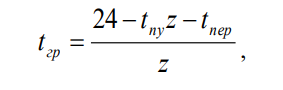 t_гр = (24 − t_пу z − t_пер) / z ,